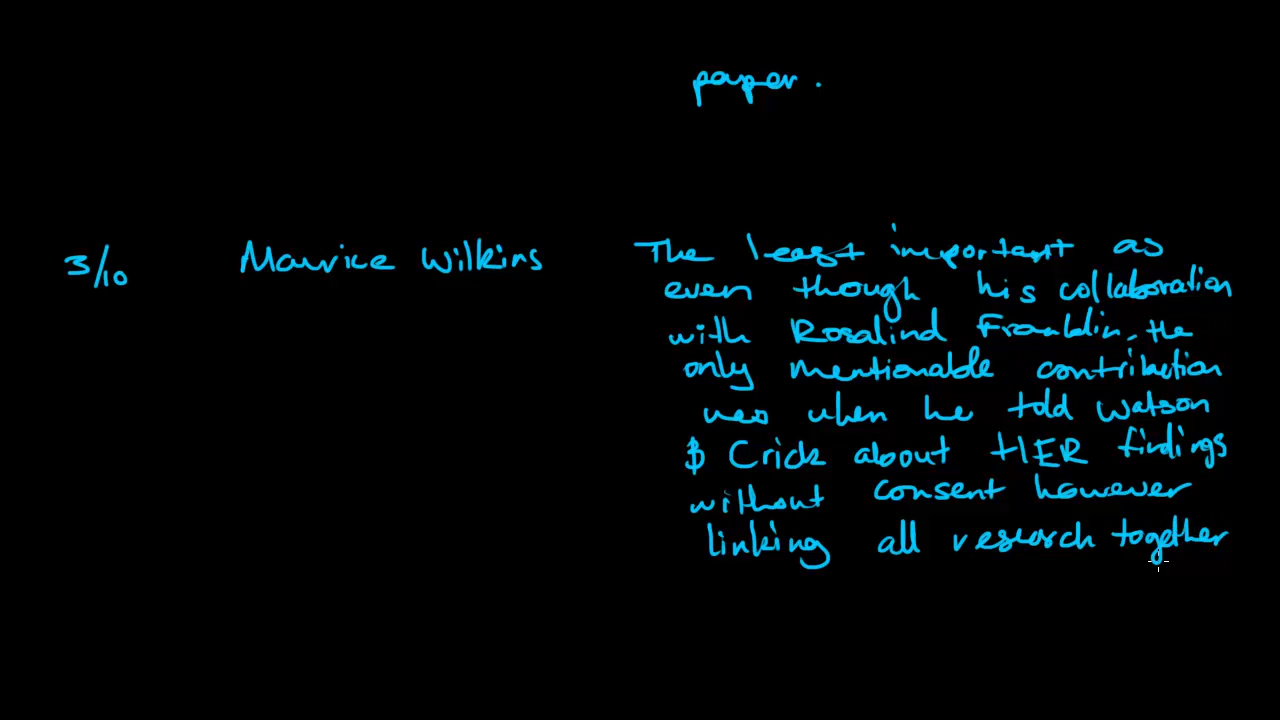 paper.
3/10 Maurice Wilkins The least important as
even though his collaboration
with Rosalind Franklin, the
only mentionable contribution
was when he told Watson
$ Crick about HER findings
without consent however
linking all research together